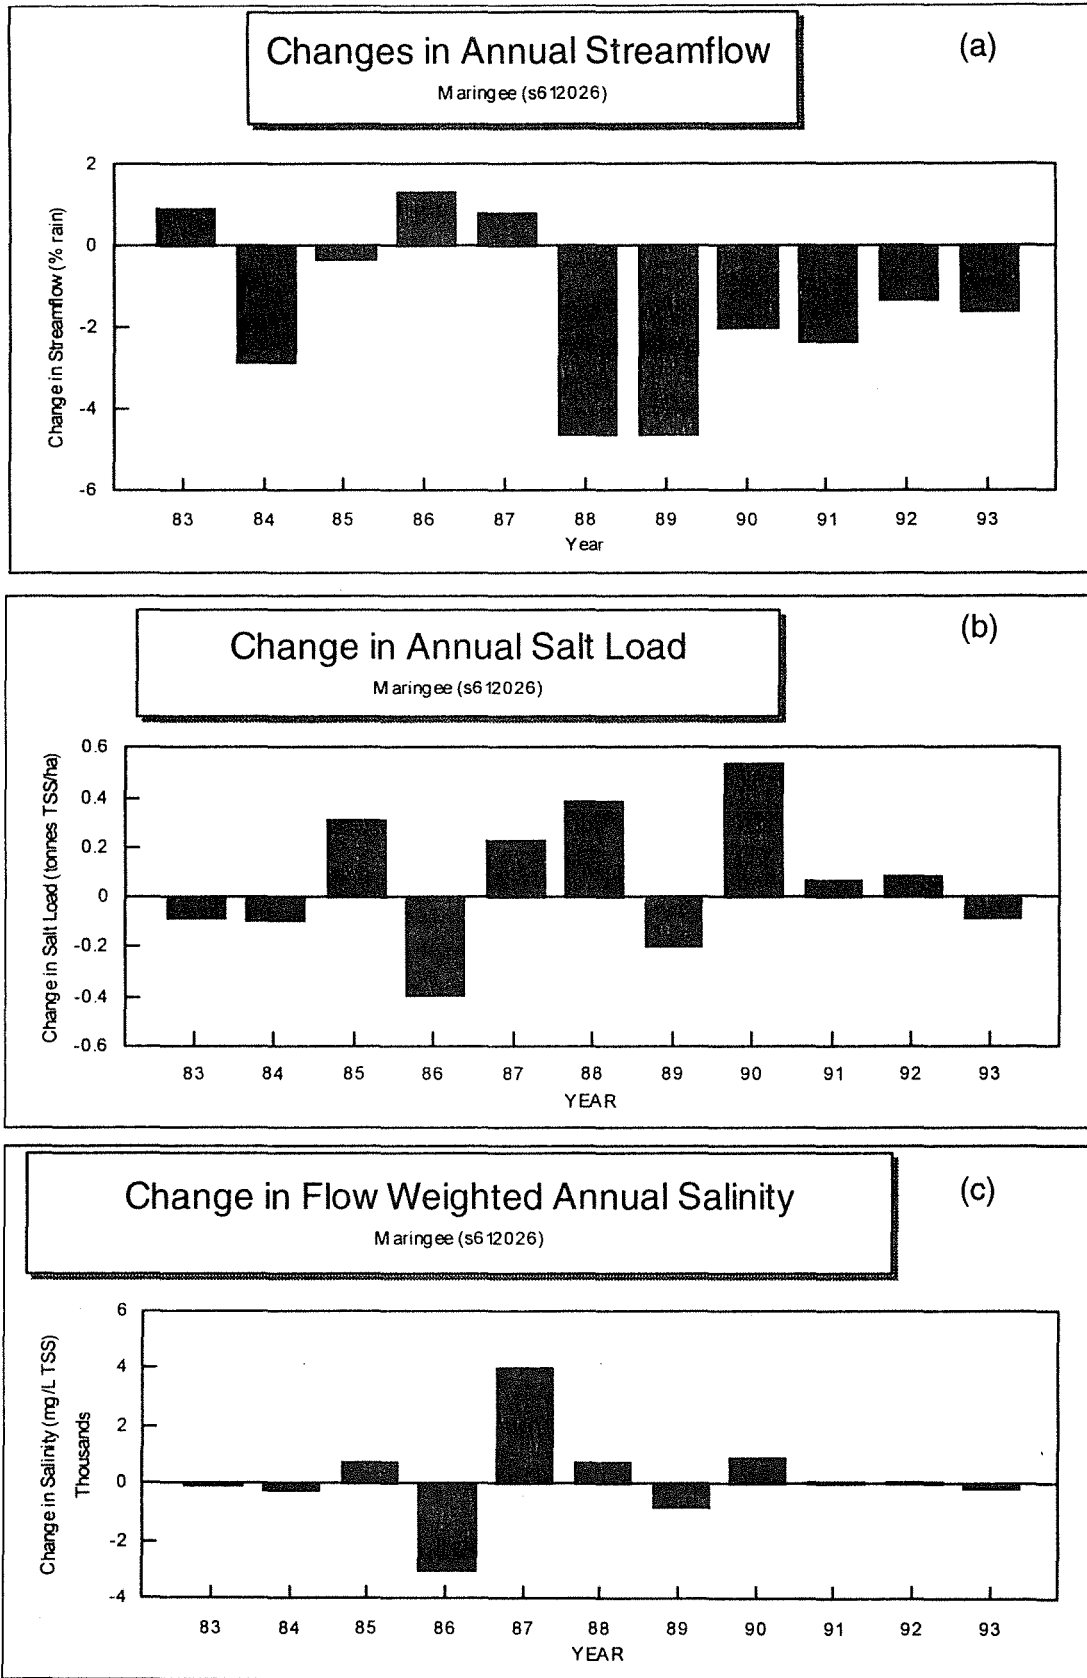 Changes in Annual Streamflow
Maringee (s612026)
(a)
Change in Streamflow (% rain)
2
0
-2
-4
-6
83 84 85 86 87 88 89 90 91 92 93
Year
Change in Annual Salt Load
Maringee (s612026)
(b)
Change in Salt Load (tonnes TSS/ha)
0.6
0.4
0.2
0
-0.2
-0.4
-0.6
83 84 85 86 87 88 89 90 91 92 93
YEAR
Change in Flow Weighted Annual Salinity
Maringee (s612026)
(c)
Change in Salinity (mg/L TSS)
Thousands
6
4
2
0
-2
-4
83 84 85 86 87 88 89 90 91 92 93
YEAR